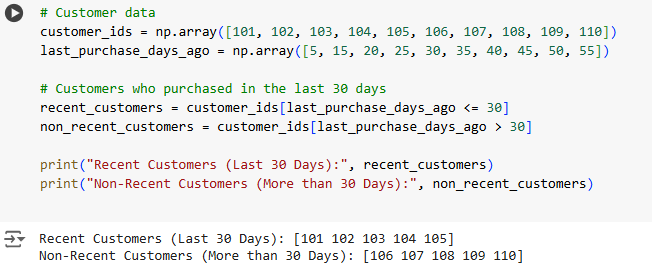 # Customer data
customer_ids = np.array([101, 102, 103, 104, 105, 106, 107, 108, 109, 110])
last_purchase_days_ago = np.array([5, 15, 20, 25, 30, 35, 40, 45, 50, 55])
# Customers who purchased in the last 30 days
recent_customers = customer_ids[last_purchase_days_ago <= 30]
non_recent_customers = customer_ids[last_purchase_days_ago > 30]
print("Recent Customers (Last 30 Days):", recent_customers)
print("Non-Recent Customers (More than 30 Days):", non_recent_customers)
Recent Customers (Last 30 Days): [101 102 103 104 105]
Non-Recent Customers (More than 30 Days): [106 107 108 109 110]